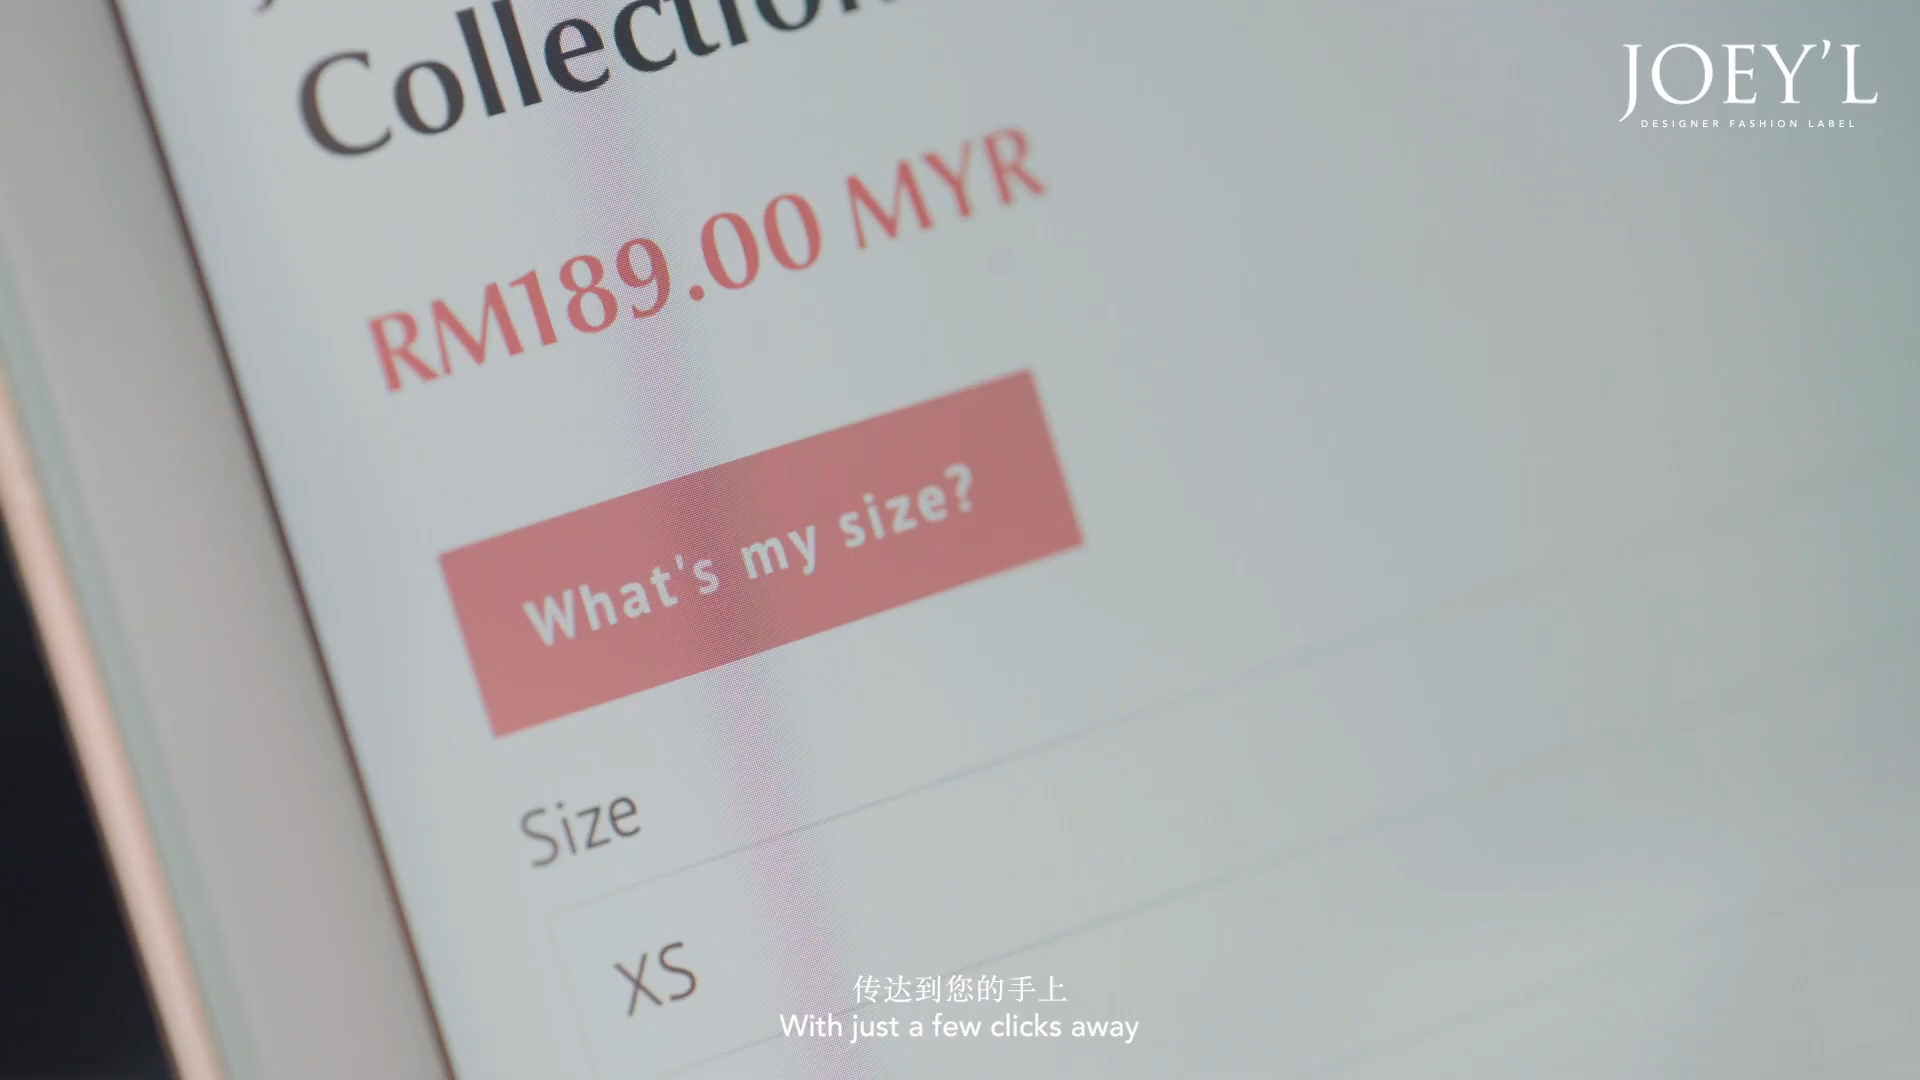 Collection
RM189.00 MYR
What's my size?
Size
XS
JOEY'L
DESIGNER FASHION LABEL
传达到您的手上
With just a few clicks away